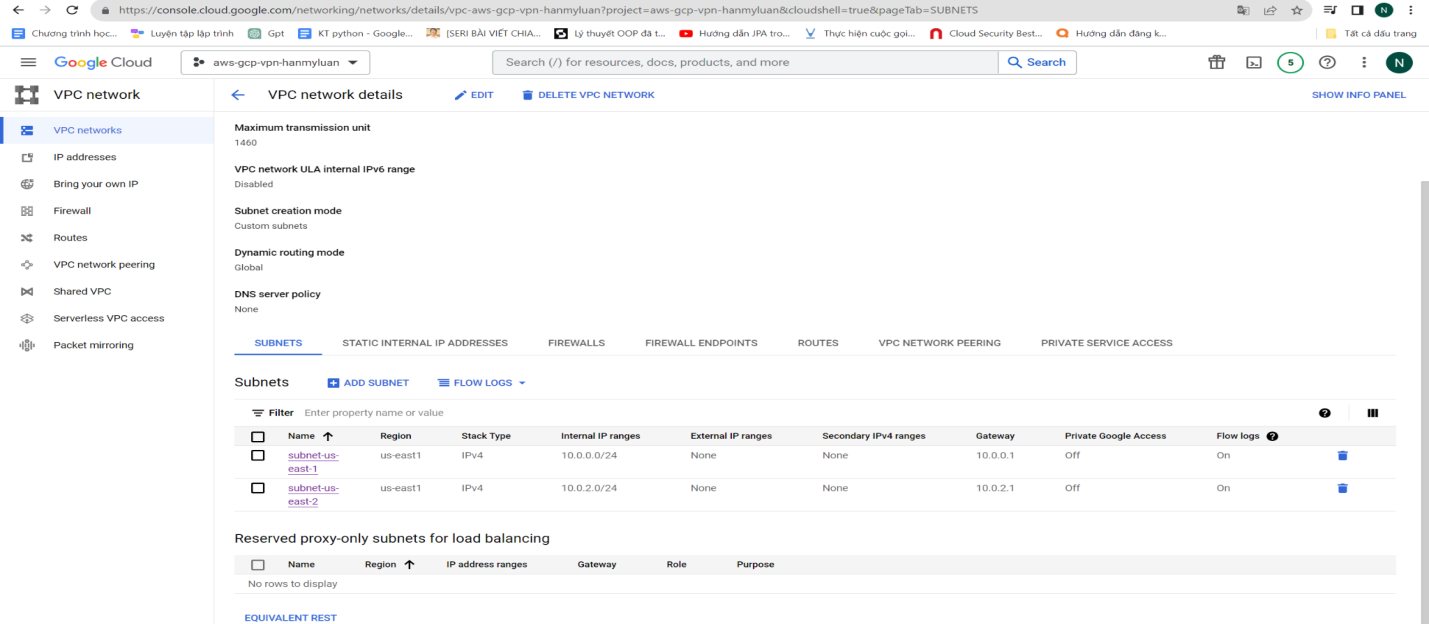 https://console.cloud.google.com/networking/networks/details/vpc-aws-gcp-vpn-hanmyluan?project=aws-gcp-vpn-hanmyluan&cloudshell=true&pageTab=SUBNETS
N
Chương trình học... Luyện tập lập trình Gpt KT python - Google... [SERI BÀI VIẾT CHIA... Lý thuyết OOP đã t... Hướng dẫn JPA tro... Thực hiện cuộc gọi... Cloud Security Best... Hướng dẫn đăng k... Tất cả dấu trang
Google Cloud aws-gcp-vpn-hanmyluan Search (/) for resources, docs, products, and more Search 5 N
VPC network VPC network details EDIT DELETE VPC NETWORK SHOW INFO PANEL
VPC networks
IP addresses
Bring your own IP
Firewall
Routes
VPC network peering
Shared VPC
Serverless VPC access
Packet mirroring
Maximum transmission unit
1460
VPC network ULA internal IPv6 range
Disabled
Subnet creation mode
Custom subnets
Dynamic routing mode
Global
DNS server policy
None
SUBNETS STATIC INTERNAL IP ADDRESSES FIREWALLS FIREWALL ENDPOINTS ROUTES VPC NETWORK PEERING PRIVATE SERVICE ACCESS
Subnets ADD SUBNET FLOW LOGS
Filter Enter property name or value
Name Region Stack Type Internal IP ranges External IP ranges Secondary IPv4 ranges Gateway Private Google Access Flow logs
subnet-us- us-east1 IPv4 10.0.0.0/24 None None 10.0.0.1 Off On
east-1
subnet-us- us-east1 IPv4 10.0.2.0/24 None None 10.0.2.1 Off On
east-2
Reserved proxy-only subnets for load balancing
Name Region IP address ranges Gateway Role Purpose
No rows to display
EQUIVALENT REST